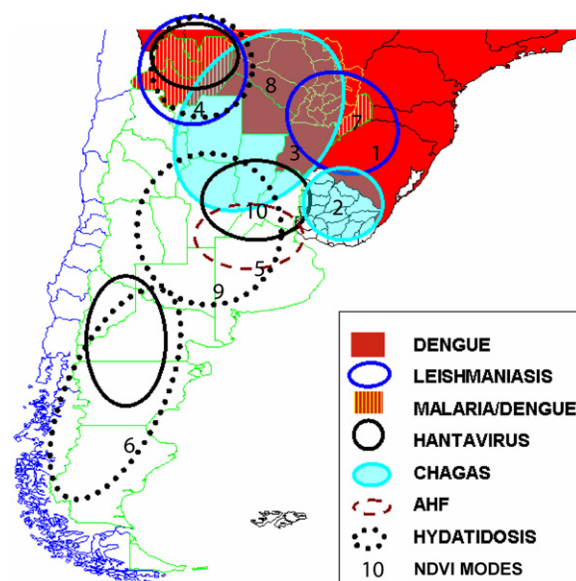 8
4
7
3
1
10
2
5
9
6
DENGUE
LEISHMANIASIS
MALARIA/DENGUE
HANTAVIRUS
CHAGAS
AHF
HYDATIDOSIS
10 NDVI MODES